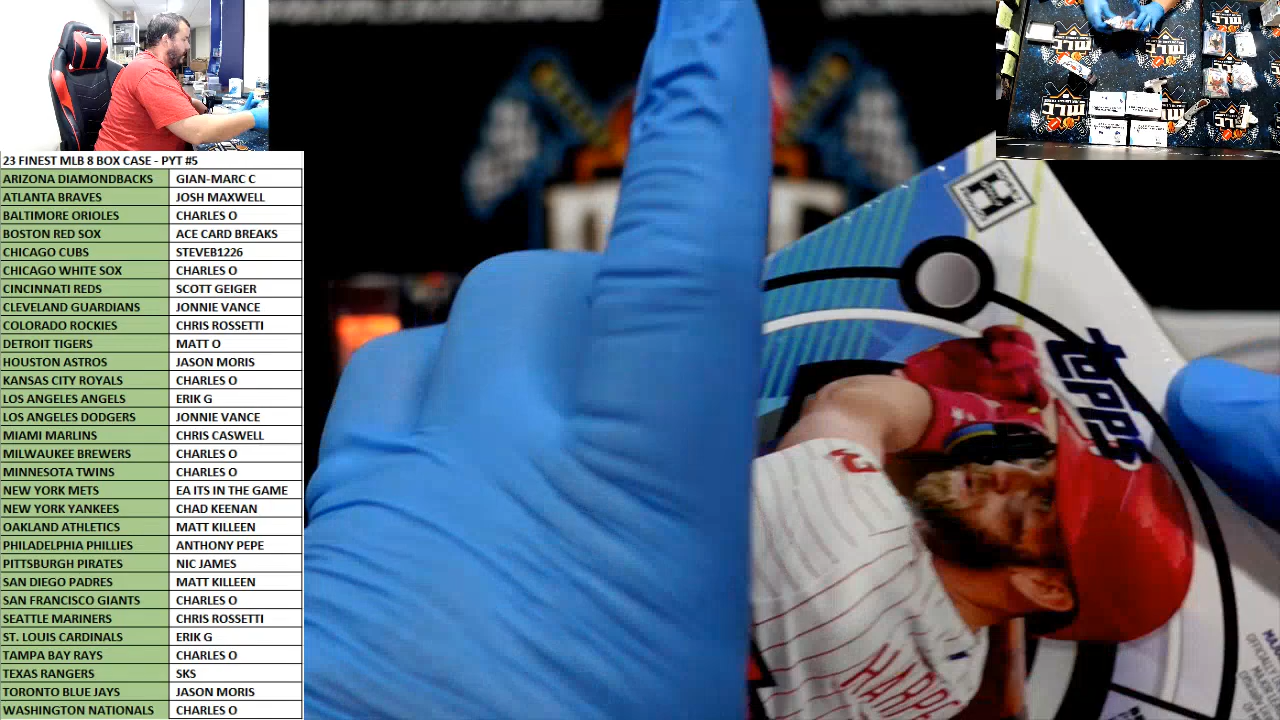 23 FINEST MLB 8 BOX CASE - PYT #5
ARIZONA DIAMONDBACKS GIAN-MARC C
ATLANTA BRAVES JOSH MAXWELL
BALTIMORE ORIOLES CHARLES O
BOSTON RED SOX ACE CARD BREAKS
CHICAGO CUBS STEVEB1226
CHICAGO WHITE SOX CHARLES O
CINCINNATI REDS SCOTT GEIGER
CLEVELAND GUARDIANS JONNIE VANCE
COLORADO ROCKIES CHRIS ROSSETTI
DETROIT TIGERS MATT O
HOUSTON ASTROS JASON MORIS
KANSAS CITY ROYALS CHARLES O
LOS ANGELES ANGELS ERIK G
LOS ANGELES DODGERS JONNIE VANCE
MIAMI MARLINS CHRIS CASWELL
MILWAUKEE BREWERS CHARLES O
MINNESOTA TWINS CHARLES O
NEW YORK METS EA ITS IN THE GAME
NEW YORK YANKEES CHAD KEENAN
OAKLAND ATHLETICS MATT KILLEEN
PHILADELPHIA PHILLIES ANTHONY PEPE
PITTSBURGH PIRATES NIC JAMES
SAN DIEGO PADRES MATT KILLEEN
SAN FRANCISCO GIANTS CHARLES O
SEATTLE MARINERS CHRIS ROSSETTI
ST. LOUIS CARDINALS ERIK G
TAMPA BAY RAYS CHARLES O
TEXAS RANGERS SKS
TORONTO BLUE JAYS JASON MORIS
WASHINGTON NATIONALS CHARLES O
topps
3
HARPE